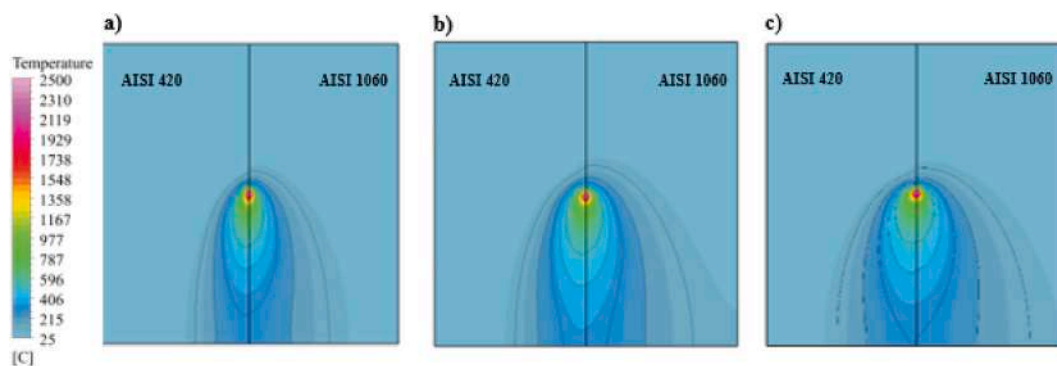 a)
b)
c)
Temperature
2500
2310
2119
1929
1738
1548
1358
1167
977
787
596
406
215
25
[C]
AISI 420
AISI 1060
AISI 420
AISI 1060
AISI 420
AISI 1060